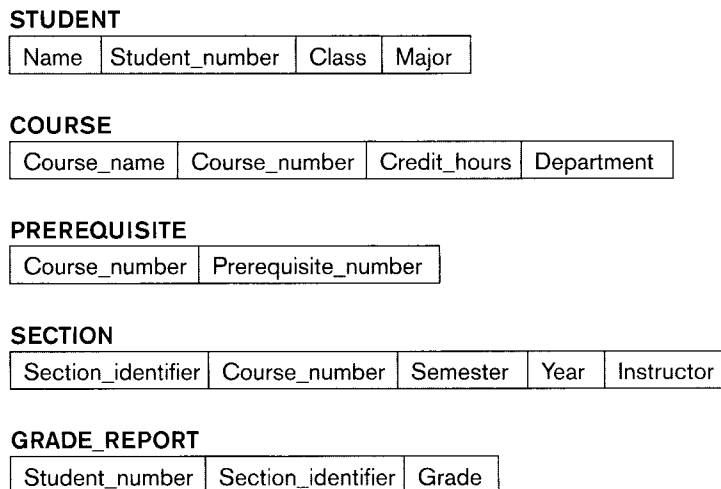 STUDENT
Name Student_number Class Major
COURSE
Course_name Course_number Credit_hours Department
PREREQUISITE
Course_number Prerequisite_number
SECTION
Section_identifier Course_number Semester Year Instructor
GRADE_REPORT
Student_number Section_identifier Grade